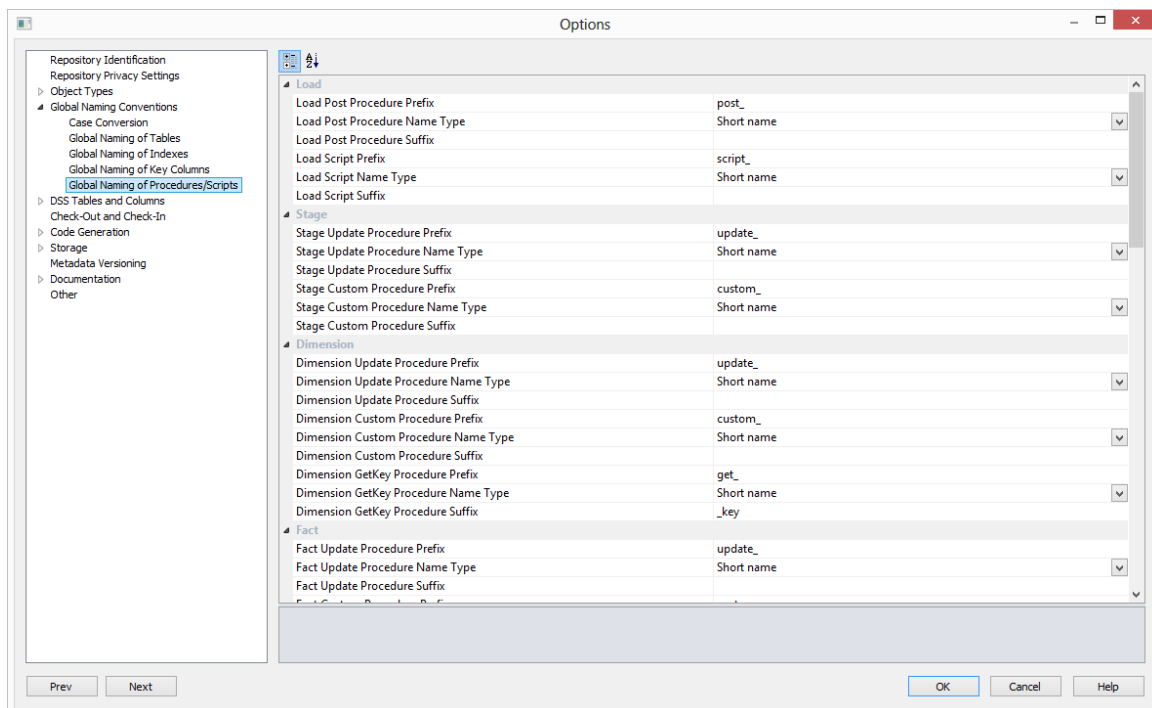 Options
Repository Identification
Repository Privacy Settings
Object Types
Global Naming Conventions
Case Conversion
Global Naming of Tables
Global Naming of Indexes
Global Naming of Key Columns
Global Naming of Procedures/Scripts
DSS Tables and Columns
Check-Out and Check-In
Code Generation
Storage
Metadata Versioning
Documentation
Other
Load
Load Post Procedure Prefix post_
Load Post Procedure Name Type Short name
Load Post Procedure Suffix
Load Script Prefix script_
Load Script Name Type Short name
Load Script Suffix
Stage
Stage Update Procedure Prefix update_
Stage Update Procedure Name Type Short name
Stage Update Procedure Suffix
Stage Custom Procedure Prefix custom_
Stage Custom Procedure Name Type Short name
Stage Custom Procedure Suffix
Dimension
Dimension Update Procedure Prefix update_
Dimension Update Procedure Name Type Short name
Dimension Update Procedure Suffix
Dimension Custom Procedure Prefix custom_
Dimension Custom Procedure Name Type Short name
Dimension Custom Procedure Suffix
Dimension GetKey Procedure Prefix get_
Dimension GetKey Procedure Name Type Short name
Dimension GetKey Procedure Suffix _key
Fact
Fact Update Procedure Prefix update_
Fact Update Procedure Name Type Short name
Fact Update Procedure Suffix
Prev Next OK Cancel Help